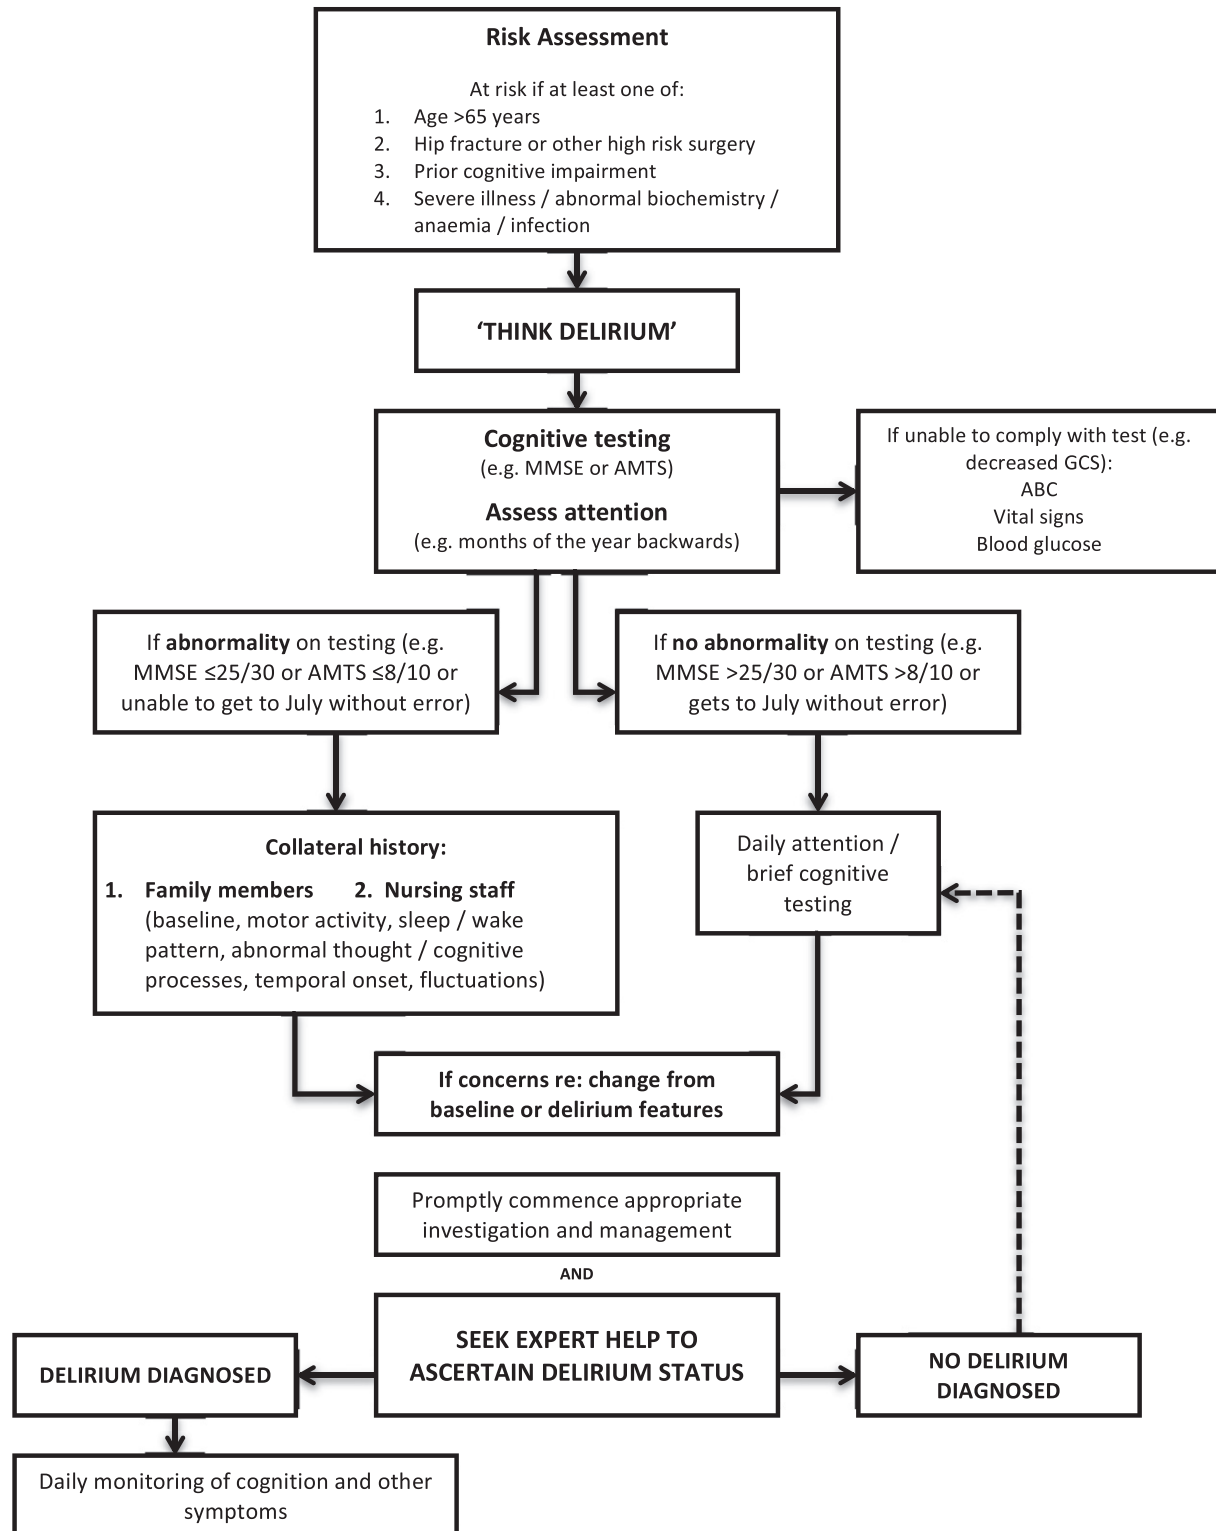 Risk Assessment
At risk if at least one of:
1. Age >65 years
2. Hip fracture or other high risk surgery
3. Prior cognitive impairment
4. Severe illness / abnormal biochemistry /
anaemia / infection
‘THINK DELIRIUM’
Cognitive testing
(e.g. MMSE or AMTS)
Assess attention
(e.g. months of the year backwards)
If unable to comply with test (e.g.
decreased GCS):
ABC
Vital signs
Blood glucose
If abnormality on testing (e.g.
MMSE ≤25/30 or AMTS ≤8/10 or
unable to get to July without error)
If no abnormality on testing (e.g.
MMSE >25/30 or AMTS >8/10 or
gets to July without error)
Collateral history:
1. Family members 2. Nursing staff
(baseline, motor activity, sleep / wake
pattern, abnormal thought / cognitive
processes, temporal onset, fluctuations)
Daily attention /
brief cognitive
testing
If concerns re: change from
baseline or delirium features
Promptly commence appropriate
investigation and management
AND
SEEK EXPERT HELP TO
ASCERTAIN DELIRIUM STATUS
DELIRIUM DIAGNOSED
NO DELIRIUM
DIAGNOSED
Daily monitoring of cognition and other
symptoms